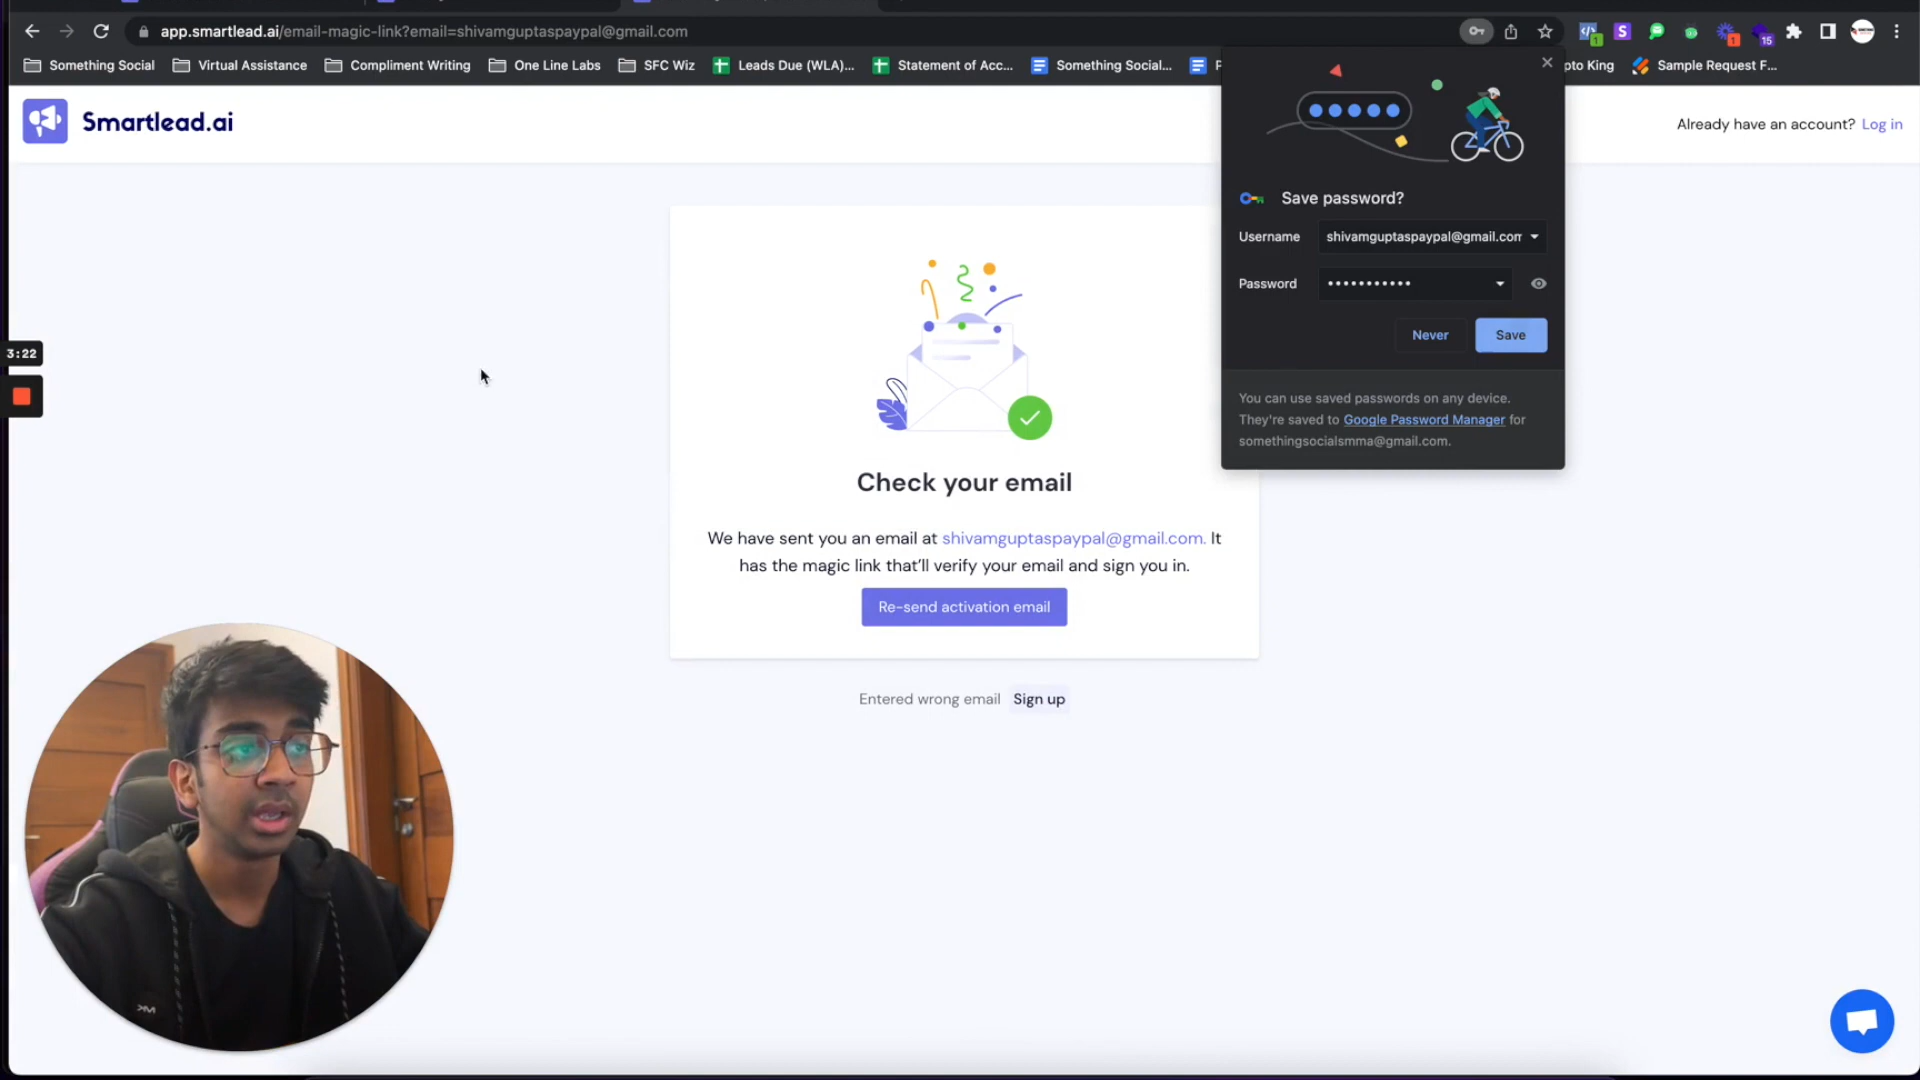 app.smartlead.ai/email-magic-link?email=shivamguptaspaypal@gmail.com
1
1
15
Something Social
Virtual Assistance
Compliment Writing
One Line Labs
SFC Wiz
Leads Due (WLA)...
Statement of Acc...
Something Social...
P
pto King
Sample Request F...
Smartlead.ai
Already have an account? Log in
Save password?
Username
shivamguptaspaypal@gmail.com
Password
Never
Save
You can use saved passwords on any device.
They're saved to Google Password Manager for
somethingsocialsmma@gmail.com.
3:22
Check your email
We have sent you an email at shivamguptaspaypal@gmail.com. It
has the magic link that'll verify your email and sign you in.
Re-send activation email
Entered wrong email Sign up